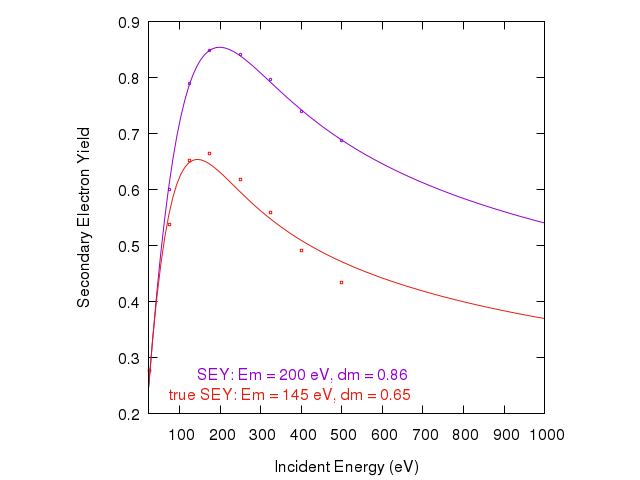 0.9
0.8
0.7
0.6
0.5
0.4
0.3
0.2
Secondary Electron Yield
SEY: Em = 200 eV, dm = 0.86
true SEY: Em = 145 eV, dm = 0.65
100 200 300 400 500 600 700 800 900 1000
Incident Energy (eV)